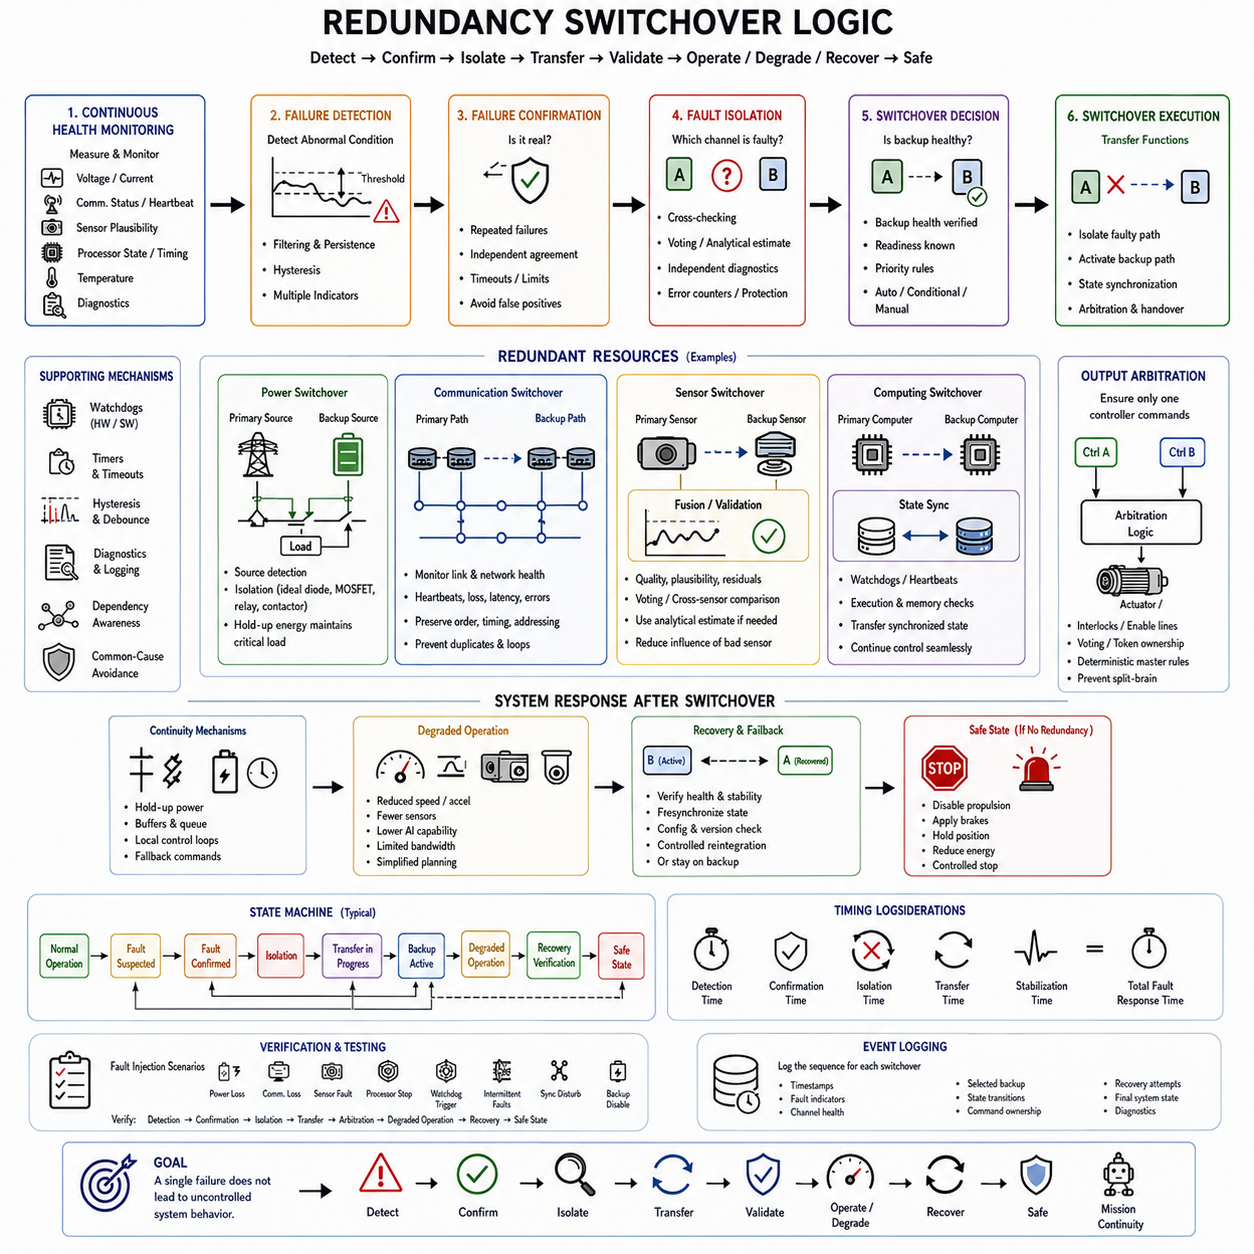 REDUNDANCY SWITCHOVER LOGIC
Detect → Confirm → Isolate → Transfer → Validate → Operate / Degrade / Recover → Safe
1. CONTINUOUS
HEALTH MONITORING
Measure & Monitor
Voltage / Current
Comm. Status / Heartbeat
Sensor Plausibility
Processor State / Timing
Temperature
Diagnostics
2. FAILURE DETECTION
Detect Abnormal Condition
Threshold
• Filtering & Persistence
• Hysteresis
• Multiple Indicators
3. FAILURE CONFIRMATION
Is it real?
• Repeated failures
• Independent agreement
• Timeouts / Limits
• Avoid false positives
4. FAULT ISOLATION
Which channel is faulty?
A ? B
• Cross-checking
• Voting / Analytical estimate
• Independent diagnostics
• Error counters / Protection
5. SWITCHOVER DECISION
Is backup healthy?
A B
• Backup health verified
• Readiness known
• Priority rules
• Auto / Conditional /
Manual
6. SWITCHOVER EXECUTION
Transfer Functions
A B
• Isolate faulty path
• Activate backup path
• State synchronization
• Arbitration & handover
SUPPORTING MECHANISMS
Watchdogs
(HW / SW)
Timers
& Timeouts
Hysteresis
& Debounce
Diagnostics
& Logging
Dependency
Awareness
Common-Cause
Avoidance
REDUNDANT RESOURCES (Examples)
Power Switchover
Primary Source Backup Source
Load
• Source detection
• Isolation (ideal diode, MOSFET,
relay, contactor)
• Hold-up energy maintains
critical load
Communication Switchover
Primary Path Backup Path
• Monitor link & network health
• Heartbeats, loss, latency, errors
• Preserve order, timing, addressing
• Prevent duplicates & loops
Sensor Switchover
Primary Sensor Backup Sensor
Fusion / Validation
• Quality, plausibility, residuals
• Voting / Cross-sensor comparison
• Use analytical estimate if needed
• Reduce influence of bad sensor
Computing Switchover
Primary Computer Backup Computer
State Sync
• Watchdogs / Heartbeats
• Execution & memory checks
• Transfer synchronized state
• Continue control seamlessly
OUTPUT ARBITRATION
Ensure only one
controller commands
Ctrl A Ctrl B
Arbitration
Logic
Actuator /
• Interlocks / Enable lines
• Voting / Token ownership
• Deterministic master rules
• Prevent split-brain
SYSTEM RESPONSE AFTER SWITCHOVER
Continuity Mechanisms
• Hold-up power
• Buffers & queue
• Local control loops
• Fallback commands
Degraded Operation
• Reduced speed / accel
• Fewer sensors
• Lower AI capability
• Limited bandwidth
• Simplified planning
Recovery & Failback
B (Active) A (Recovered)
• Verify health & stability
• Fresynchronize state
• Config & version check
• Controlled reintegration
• Or stay on backup
Safe State (If No Redundancy)
STOP
• Disable propulsion
• Apply brakes
• Hold position
• Reduce energy
• Controlled stop
STATE MACHINE (Typical)
Normal
Operation
Fault
Suspected
Fault
Confirmed
Isolation
Transfer in
Progress
Backup
Active
Degraded
Operation
Recovery
Verification
Safe
State
TIMING LOGSIDERATIONS
Detection
Time
Confirmation
Time
Isolation
Time
Transfer
Time
Stabilization
Time
=
Total Fault
Response Time
VERIFICATION & TESTING
Fault Injection Scenarios
Power Loss
Comm. Loss
Sensor Fault
Processor Stop
Watchdog
Trigger
Intermittent
Faults
Sync Disturb
Backup
Disable
Verify: Detection → Confirmation → Isolation → Transfer → Arbitration → Degraded Operation → Recovery → Safe State
EVENT LOGGING
Log the sequence for each switchover
• Timestamps
• Fault indicators
• Channel health
• Selected backup
• State transitions
• Command ownership
• Recovery attempts
• Final system state
• Diagnostics
GOAL
A single failure does not
lead to uncontrolled
system behavior.
Detect
Confirm
Isolate
Transfer
Validate
Operate /
Degrade
Recover
Safe
Mission
Continuity